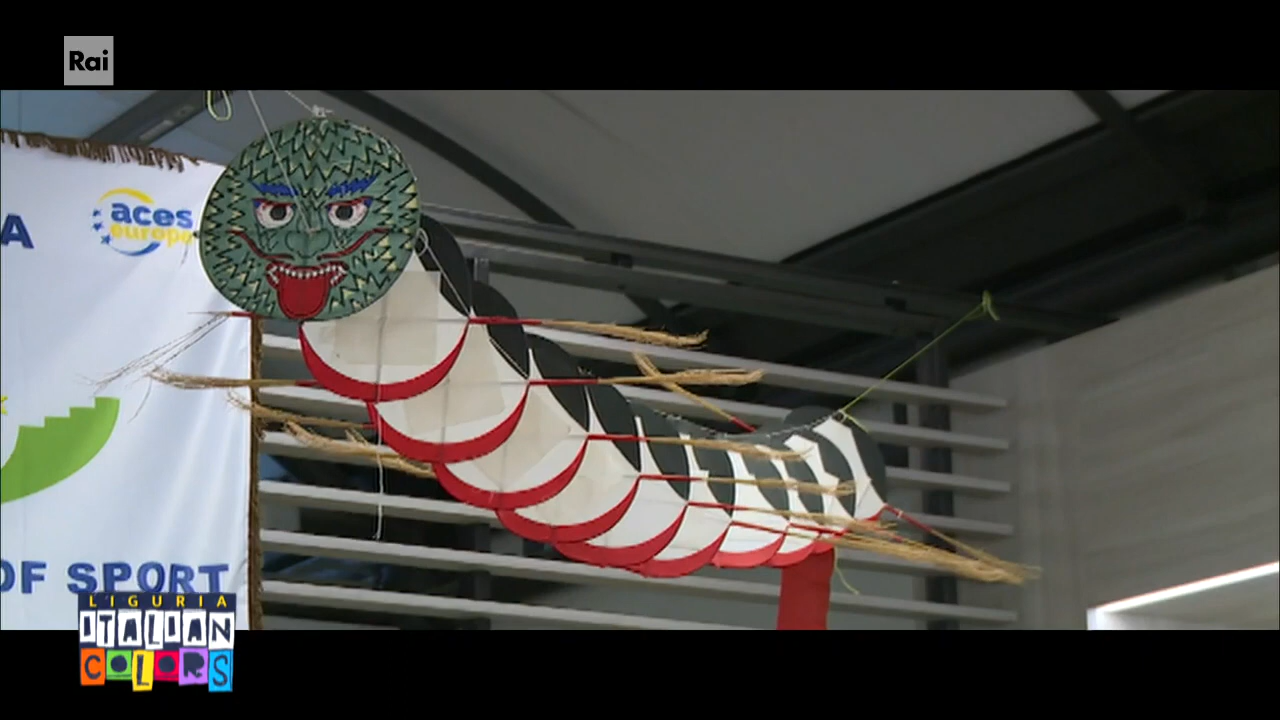 Rai
A
aces
europe
OF SPORT
LIGURIA
ITALIAN
COLORS